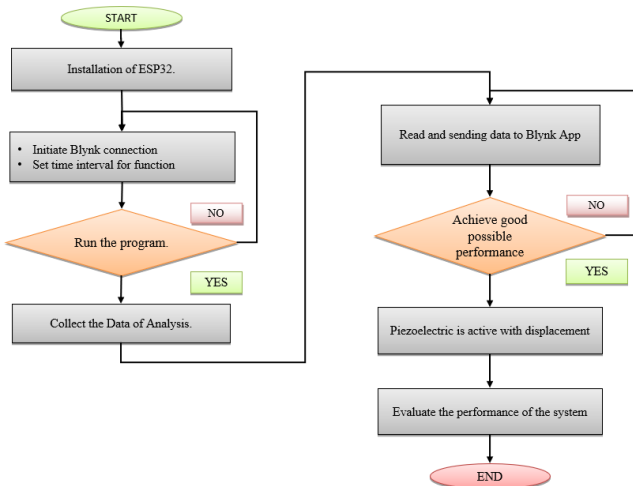 START
Installation of ESP32.
• Initiate Blynk connection
• Set time interval for function
NO
Run the program.
YES
Collect the Data of Analysis.
Read and sending data to Blynk App
NO
Achieve good
possible
performance
YES
Piezoelectric is active with displacement
Evaluate the performance of the system
END